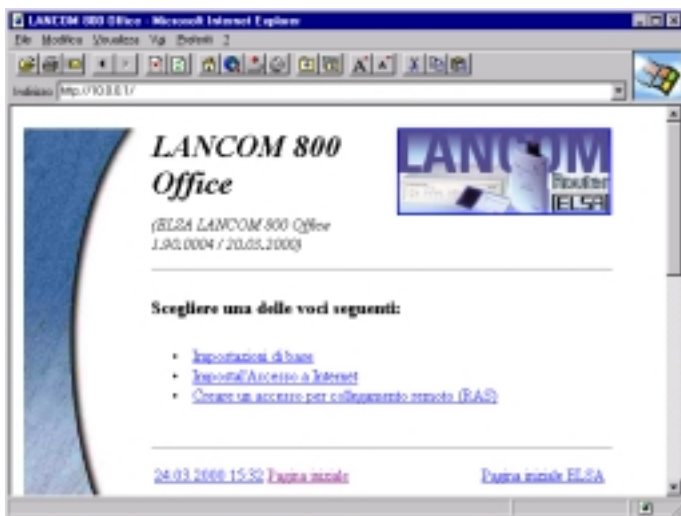 LANCOM 800 Office - Microsoft Internet Explorer
File Modifica Visualizza Vai Preferiti ?
Indirizzo http://10.0.0.1/
LANCOM 800
Office
(ELSA LANCOM 800 Office
1.90.0004 / 20.03.2000)
LANCOM
Router
ELSA
Scegliere una delle voci seguenti:
• Impostazioni di base
• Impostall'Accesso a Internet
• Creare un accesso per collegamento remoto (RAS)
24.03.2000 15:32 Pagina iniziale
Pagina iniziale ELSA